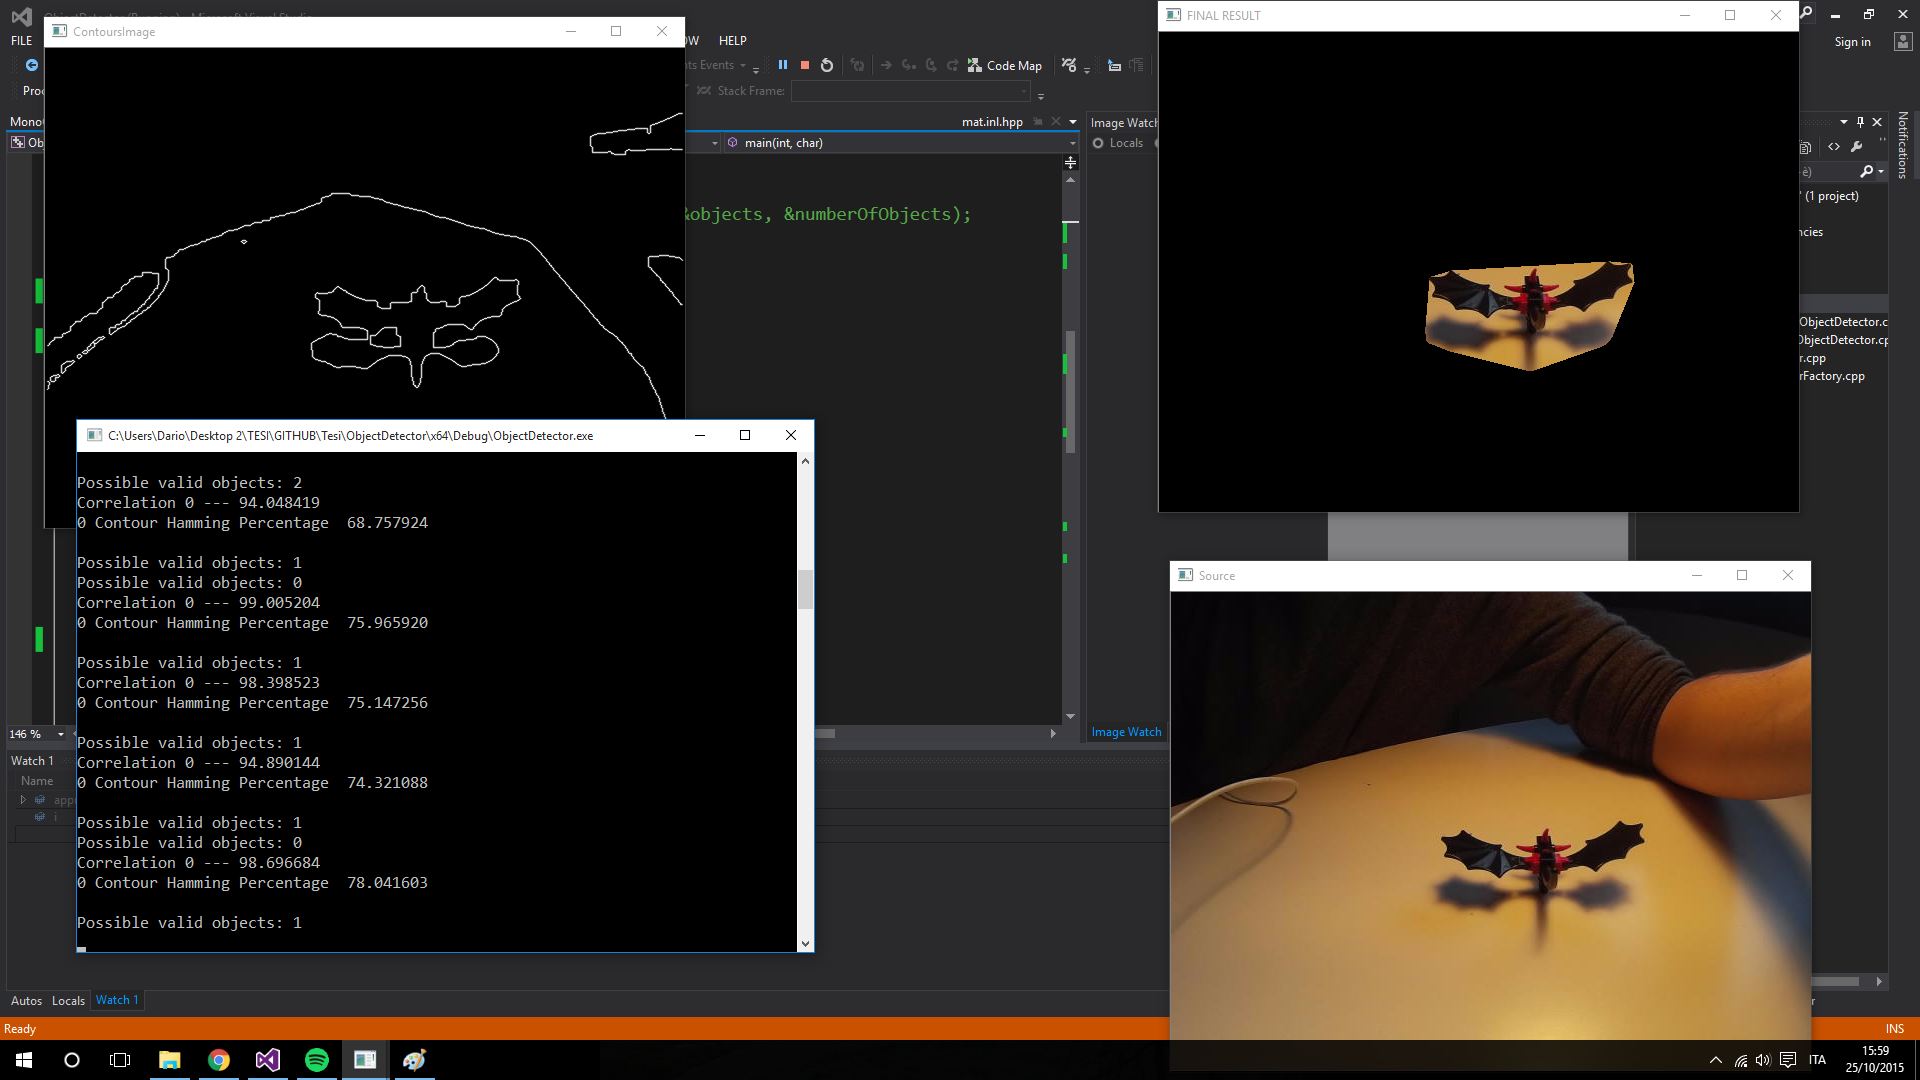 ObjectDetector (Running) - Microsoft Visual Studio
FILE
HELP
Sign in
Code Map
Stack Frame:
mat.inl.hpp
main(int, char)
&objects, &numberOfObjects);
146 %
Watch 1
Name
i
Image Watch
Locals
Image Watch
Notifications
(1 project)
ObjectDetector.c
ObjectDetector.cp
r.cpp
rFactory.cpp
ContoursImage
C:\Users\Dario\Desktop 2\TESI\GITHUB\Tesi\ObjectDetector\x64\Debug\ObjectDetector.exe
Possible valid objects: 2
Correlation 0 --- 94.048419
0 Contour Hamming Percentage  68.757924
Possible valid objects: 1
Possible valid objects: 0
Correlation 0 --- 99.005204
0 Contour Hamming Percentage  75.965920
Possible valid objects: 1
Correlation 0 --- 98.398523
0 Contour Hamming Percentage  75.147256
Possible valid objects: 1
Correlation 0 --- 94.890144
0 Contour Hamming Percentage  74.321088
Possible valid objects: 1
Possible valid objects: 0
Correlation 0 --- 98.696684
0 Contour Hamming Percentage  78.041603
Possible valid objects: 1
FINAL RESULT
Source
Autos Locals Watch 1
Ready
INS
ITA
15:59
25/10/2015